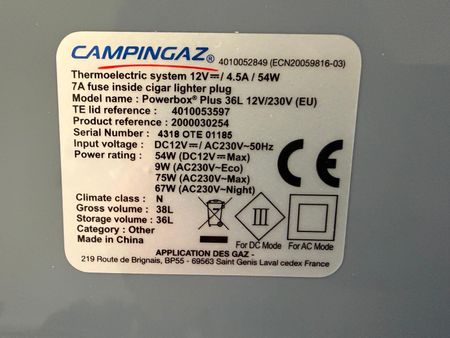 CAMPINGAZ® 4010052849 (ECN20059816-03)
Thermoelectric system 12V⎓/ 4.5A / 54W
7A fuse inside cigar lighter plug
Model name : Powerbox® Plus 36L 12V/230V (EU)
TE lid reference : 4010053597
Product reference : 2000030254
Serial number : 4318 OTE 01185
Input voltage : DC12V⎓/ AC230V~50Hz
Power rating : 54W (DC12V⎓Max)
9W (AC230V~Eco)
75W (AC230V~Max)
67W (AC230V~Night)
CE
Climate class : N
Gross volume : 38L
Storage volume : 36L
Category : Other
Made in China
III
For DC Mode
For AC Mode
APPLICATION DES GAZ -
219 Route de Brignais, BP55 - 69563 Saint Genis Laval cedex France